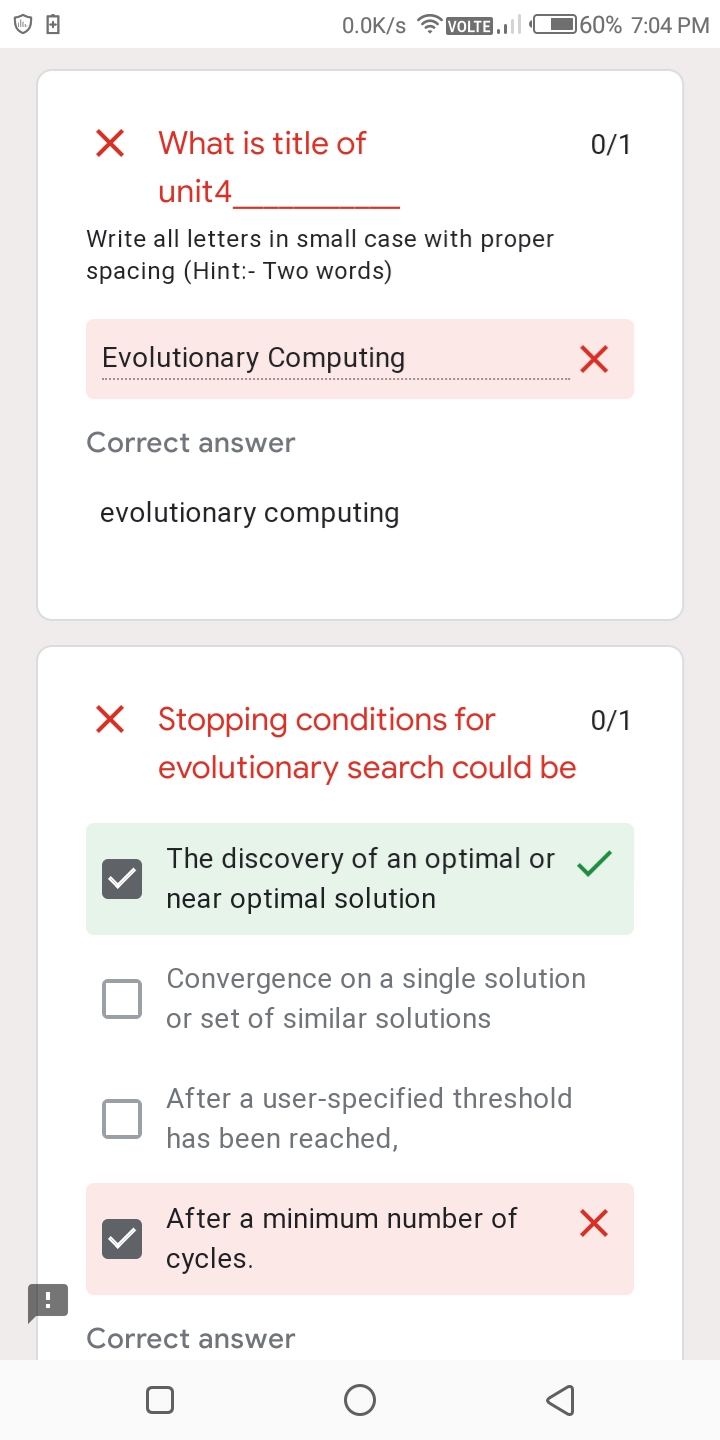 0.0K/s VOLTE 60% 7:04 PM
What is title of 0/1
unit4___________
Write all letters in small case with proper
spacing (Hint:- Two words)
Evolutionary Computing
Correct answer
evolutionary computing
Stopping conditions for 0/1
evolutionary search could be
The discovery of an optimal or
near optimal solution
Convergence on a single solution
or set of similar solutions
After a user-specified threshold
has been reached,
After a minimum number of
cycles.
Correct answer